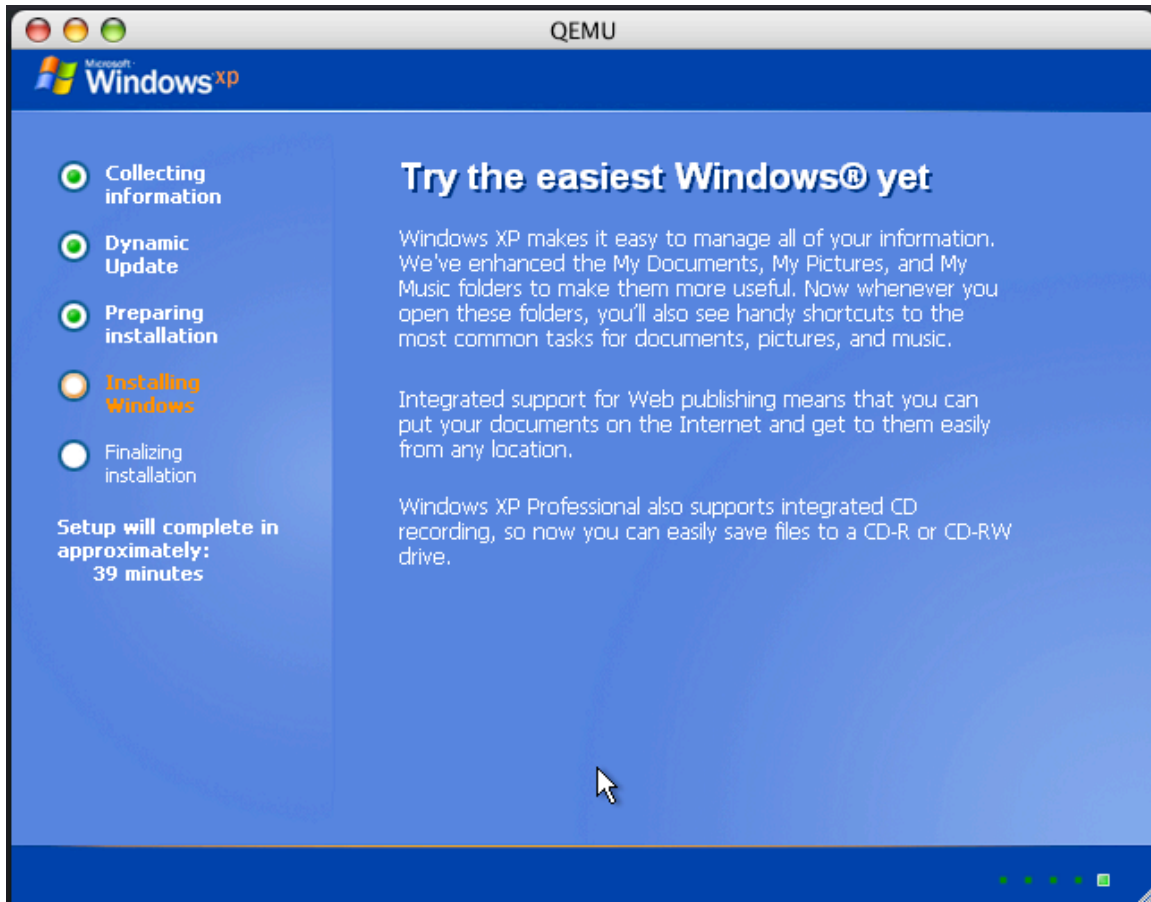 QEMU
Microsoft
Windows xp
Collecting
information
Dynamic
Update
Preparing
installation
Installing
Windows
Finalizing
installation
Setup will complete in
approximately:
39 minutes
Try the easiest Windows® yet
Windows XP makes it easy to manage all of your information.
We've enhanced the My Documents, My Pictures, and My
Music folders to make them more useful. Now whenever you
open these folders, you'll also see handy shortcuts to the
most common tasks for documents, pictures, and music.
Integrated support for Web publishing means that you can
put your documents on the Internet and get to them easily
from any location.
Windows XP Professional also supports integrated CD
recording, so now you can easily save files to a CD-R or CD-RW
drive.